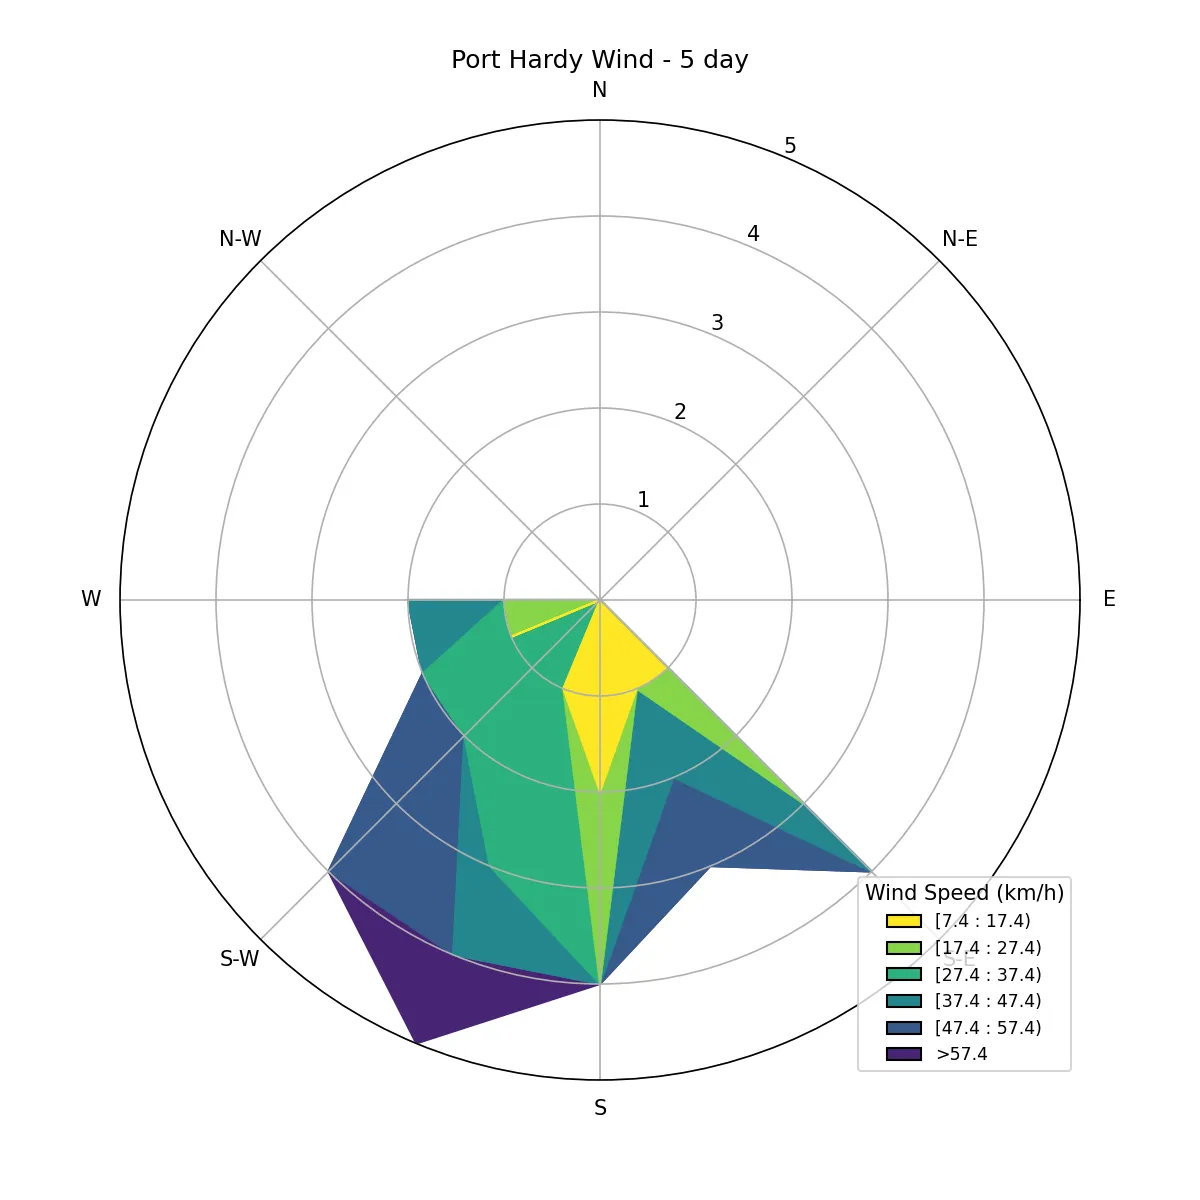 Port Hardy Wind - 5 day
N
5
N-W
4
N-E
3
2
1
W
E
S-W
S-E
Wind Speed (km/h)
[7.4 : 17.4)
[17.4 : 27.4)
[27.4 : 37.4)
[37.4 : 47.4)
[47.4 : 57.4)
>57.4
S